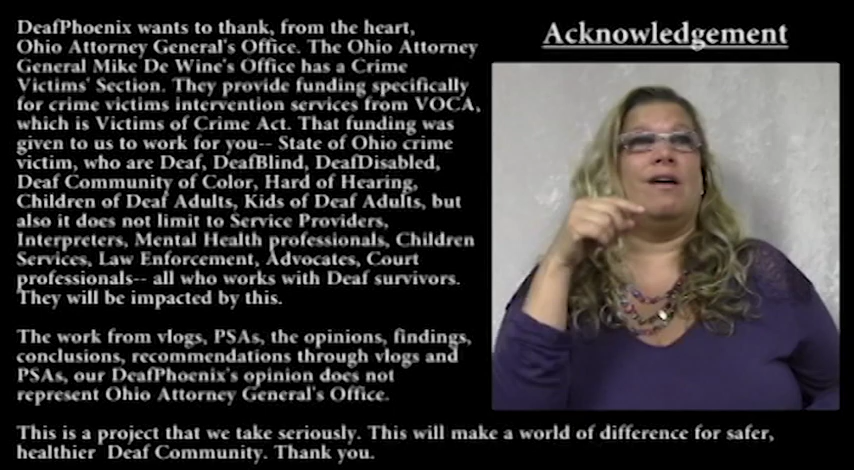 Acknowledgement
DeafPhoenix wants to thank, from the heart,
Ohio Attorney General's Office. The Ohio Attorney
General Mike De Wine's Office has a Crime
Victims' Section. They provide funding specifically
for crime victims intervention services from VOCA,
which is Victims of Crime Act. That funding was
given to us to work for you-- State of Ohio crime
victim, who are Deaf, DeafBlind, DeafDisabled,
Deaf Community of Color, Hard of Hearing,
Children of Deaf Adults, Kids of Deaf Adults, but
also it does not limit to Service Providers,
Interpreters, Mental Health professionals, Children
Services, Law Enforcement, Advocates, Court
professionals-- all who works with Deaf survivors.
They will be impacted by this.
The work from vlogs, PSAs, the opinions, findings,
conclusions, recommendations through vlogs and
PSAs, our DeafPhoenix's opinion does not
represent Ohio Attorney General's Office.
This is a project that we take seriously. This will make a world of difference for safer,
healthier Deaf Community. Thank you.